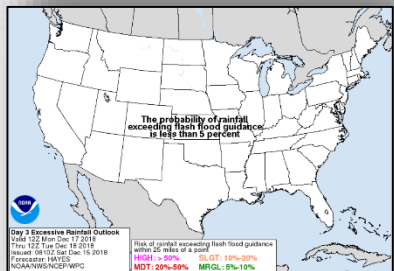 The probability of rainfall
exceeding flash flood guidance
is less than 5 percent
NOAA
Day 3 Excessive Rainfall Outlook
Valid 12Z Mon Dec 17 2018
Thru 12Z Tue Dec 18 2018
Issued: 0810Z Sat Dec 15 2018
Forecaster: HAYES
NOAA/NWS/NCEP/WPC
Risk of rainfall exceeding flash flood guidance
within 25 miles of a point
HIGH: > 50% SLGT: 10%-20%
MDT: 20%-50% MRGL: 5%-10%